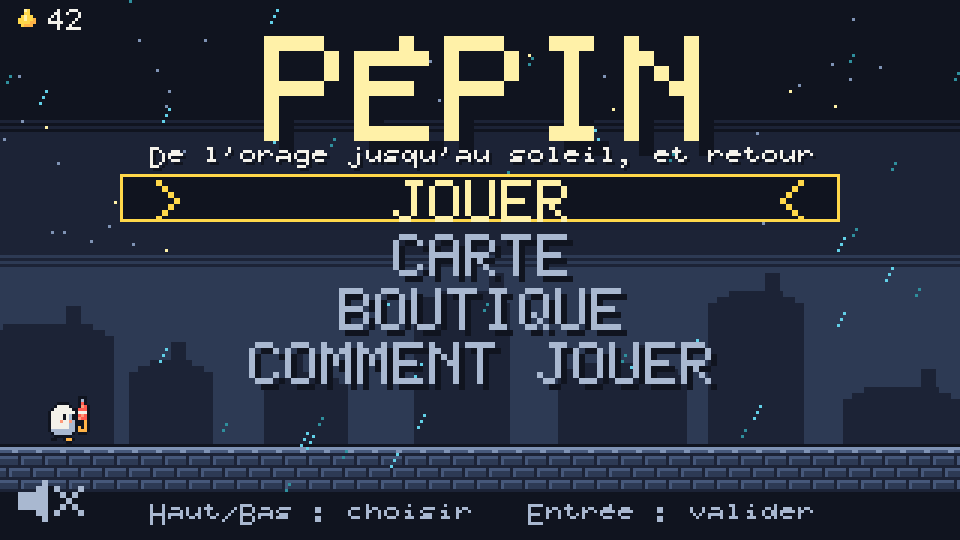 42
PÉPIN
De l'orage jusqu'au soleil, et retour
JOUER
CARTE
BOUTIQUE
COMMENT JOUER
Haut/Bas : choisir Entrée : valider